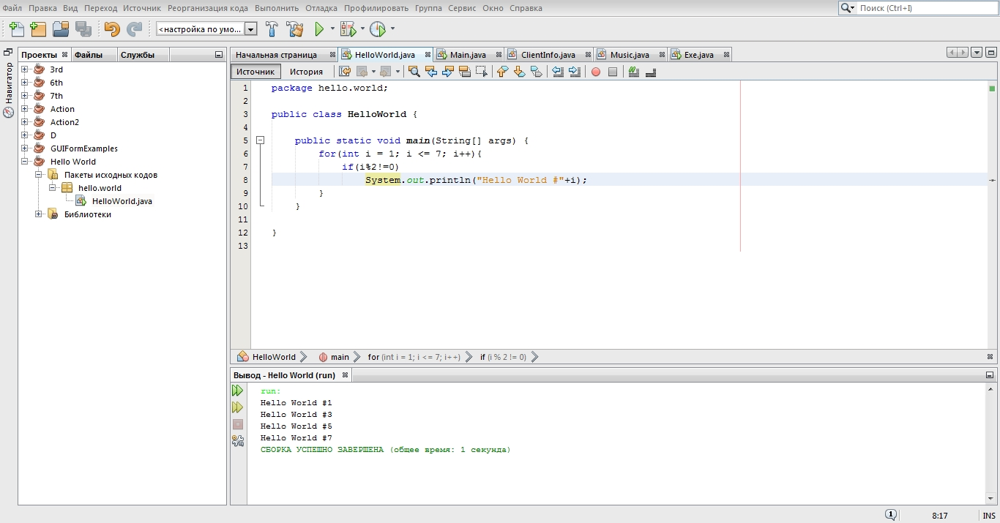 Файл Правка Вид Переход Источник Реорганизация кода Выполнить Отладка Профилировать Группа Сервис Окно Справка
Поиск (Ctrl+I)
<настройка по умо...
Проекты Файлы Службы
Навигатор
3rd
6th
7th
Action
Action2
D
GUIFormExamples
Hello World
Пакеты исходных кодов
hello.world
HelloWorld.java
Библиотеки
Начальная страница HelloWorld.java Main.java ClientInfo.java Music.java Exe.java
Источник История
1 package hello.world;
2
3 public class HelloWorld {
4
5 public static void main(String[] args) {
6 for(int i = 1; i <= 7; i++){
7 if(i%2!=0)
8 System.out.println("Hello World #"+i);
9 }
10 }
11
12 }
13
HelloWorld main for (int i = 1; i <= 7; i++) if (i % 2 != 0)
Вывод - Hello World (run)
run:
Hello World #1
Hello World #3
Hello World #5
Hello World #7
СБОРКА УСПЕШНО ЗАВЕРШЕНА (общее время: 1 секунда)
1 8:17 INS